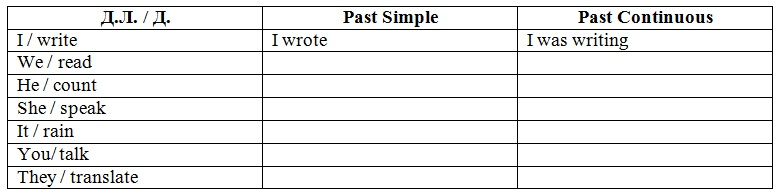 Д.Л. / Д. Past Simple Past Continuous
I / write I wrote I was writing
We / read
He / count
She / speak
It / rain
You/ talk
They / translate